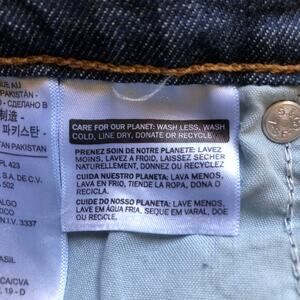 PAKISTAN
制造
파키스탄
PAKISTAN
PL 423
S.A. DE C.V.
502
N.I.V. 3337
CARE FOR OUR PLANET: WASH LESS, WASH
COLD, LINE DRY, DONATE OR RECYCLE.
PRENEZ SOIN DE NOTRE PLANETE: LAVEZ
MOINS, LAVEZ A FROID, LAISSEZ SECHER
NATURELLEMENT, DONNEZ OU RECYCLEZ
CUIDA NUESTRO PLANETA: LAVA MENOS,
LAVA EN FRIO, TIENDE LA ROPA, DONA O
RECICLA.
CUIDE DO NOSSO PLANETA: LAVE MENOS,
LAVE EM ÁGUA FRIA, SEQUE EM VARAL, DOE
OU RECICLE.